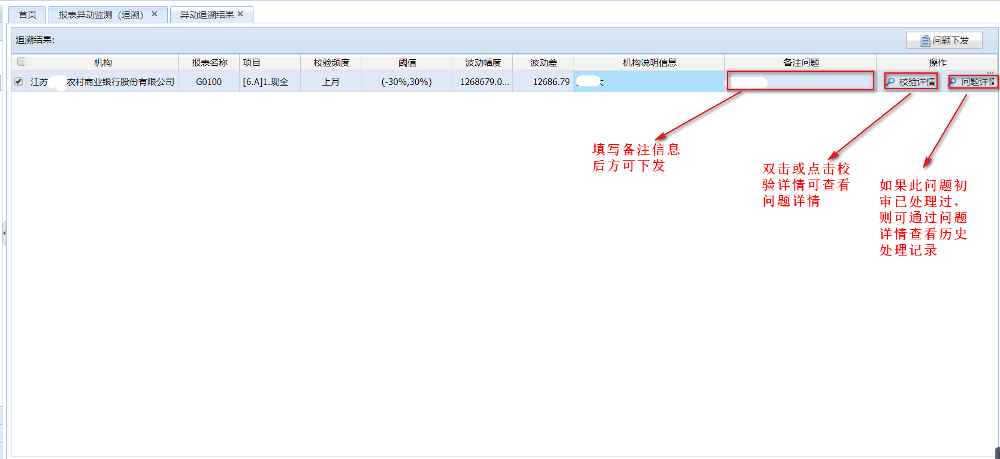 首页
报表异动监测（追溯）
异动追溯结果
追溯结果:
问题下发
机构 报表名称 项目 校验频度 阈值 波动幅度 波动差 机构说明信息 备注问题 操作
江苏 农村商业银行股份有限公司 G0100 [6.A]1.现金 上月 (-30%,30%) 1268679.0... 12686.79 校验详情 问题详情
填写备注信息
后方可下发
双击或点击校
验详情可查看
问题详情
如果此问题初
审已处理过，
则可通过问题
详情查看历史
处理记录